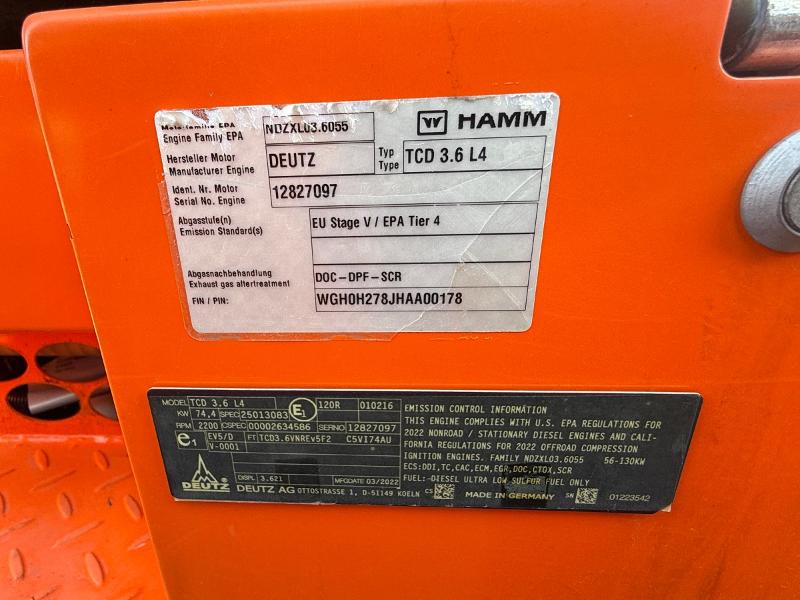 Engine Family EPA NDZXL03.6055 HAMM
Hersteller Motor
Manufacturer Engine DEUTZ Typ
Type TCD 3.6 L4
Ident. Nr. Motor
Serial No. Engine 12827097
Abgasstufe(n)
Emission Standard(s) EU Stage V / EPA Tier 4
Abgasnachbehandlung
Exhaust gas altertreatment DOC-DPF-SCR
FIN / PIN: WGH0H278JHAA00178
MODEL TCD 3.6 L4 120R 010216
KW 74,4 SPEC 25013083 E1
RPM 2200 CSPEC 00002634586 SERNO 12827097
e1 EV5/D FT TCD3.6VNREv5F2 C5VI74AU
V-0001
DEUTZ
DISPL 3.621 MFGDATE 03/2022
DEUTZ AG OTTOSTRASSE 1, D-51149 KOELN CS
EMISSION CONTROL INFORMATION
THIS ENGINE COMPLIES WITH U.S. EPA REGULATIONS FOR
2022 NONROAD / STATIONARY DIESEL ENGINES AND CALI-
FORNIA REGULATIONS FOR 2022 OFFROAD COMPRESSION
IGNITION ENGINES. FAMILY NDZXL03.6055 56-130KW
ECS:DDI,TC,CAC,ECM,EGR,DOC,CTOX,SCR
FUEL:-DIESEL ULTRA LOW SULFUR FUEL ONLY
MADE IN GERMANY SN 01223542